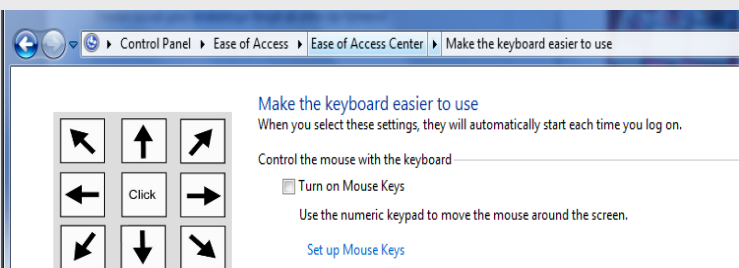 Control Panel Ease of Access Ease of Access Center Make the keyboard easier to use
Make the keyboard easier to use
When you select these settings, they will automatically start each time you log on.
Control the mouse with the keyboard
Click
Turn on Mouse Keys
Use the numeric keypad to move the mouse around the screen.
Set up Mouse Keys